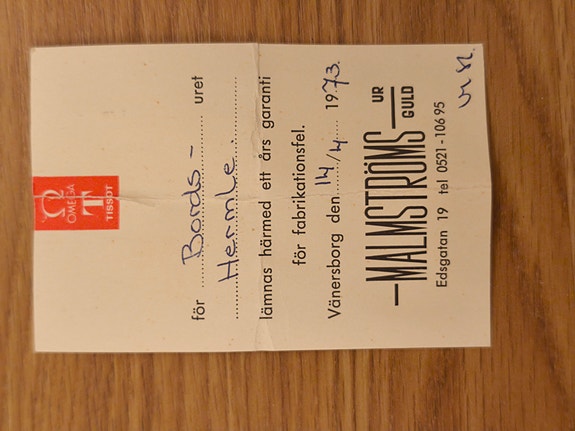 Ω
OMEGA
T
TISSOT
för Bords- uret
Hermle.
lämnas härmed ett års garanti
för fabrikationsfel.
Vänersborg den 14/4 1973.
MALMSTRÖMS UR GULD
Edsgatan 19 tel 0521-106 95